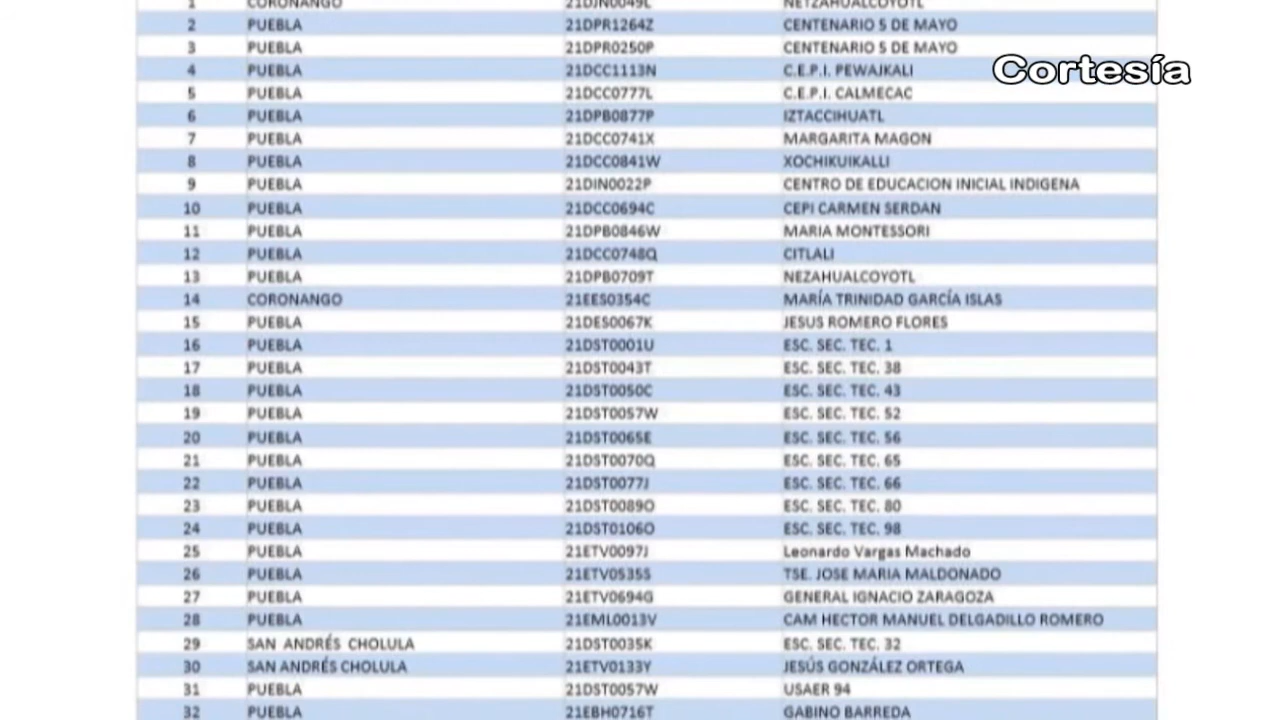 1 CORONANGO 21DJN0049L NETZAHUALCOYOTL
2 PUEBLA 21DPR1264Z CENTENARIO 5 DE MAYO
3 PUEBLA 21DPR0250P CENTENARIO 5 DE MAYO
Cortesía
4 PUEBLA 21DCC1113N C.E.P.I. PEWAJKALI
5 PUEBLA 21DCC0777L C.E.P.I. CALMECAC
6 PUEBLA 21DPB0877P IZTACCIHUATL
7 PUEBLA 21DCC0741X MARGARITA MAGON
8 PUEBLA 21DCC0841W XOCHIKUIKALLI
9 PUEBLA 21DIN0022P CENTRO DE EDUCACION INICIAL INDIGENA
10 PUEBLA 21DCC0694C CEPI CARMEN SERDAN
11 PUEBLA 21DPB0846W MARIA MONTESSORI
12 PUEBLA 21DCC0748Q CITLALI
13 PUEBLA 21DPB0709T NEZAHUALCOYOTL
14 CORONANGO 21EES0354C MARÍA TRINIDAD GARCÍA ISLAS
15 PUEBLA 21DES0067K JESUS ROMERO FLORES
16 PUEBLA 21DST0001U ESC. SEC. TEC. 1
17 PUEBLA 21DST0043T ESC. SEC. TEC. 38
18 PUEBLA 21DST0050C ESC. SEC. TEC. 43
19 PUEBLA 21DST0057W ESC. SEC. TEC. 52
20 PUEBLA 21DST0065E ESC. SEC. TEC. 56
21 PUEBLA 21DST0070Q ESC. SEC. TEC. 65
22 PUEBLA 21DST0077J ESC. SEC. TEC. 66
23 PUEBLA 21DST0089O ESC. SEC. TEC. 80
24 PUEBLA 21DST0106O ESC. SEC. TEC. 98
25 PUEBLA 21ETV0097J Leonardo Vargas Machado
26 PUEBLA 21ETV0535S TSE. JOSE MARIA MALDONADO
27 PUEBLA 21ETV0694G GENERAL IGNACIO ZARAGOZA
28 PUEBLA 21EML0013V CAM HECTOR MANUEL DELGADILLO ROMERO
29 SAN ANDRÉS CHOLULA 21DST0035K ESC. SEC. TEC. 32
30 SAN ANDRÉS CHOLULA 21ETV0133Y JESÚS GONZÁLEZ ORTEGA
31 PUEBLA 21DST0057W USAER 94
32 PUEBLA 21EBH0716T GABINO BARREDA